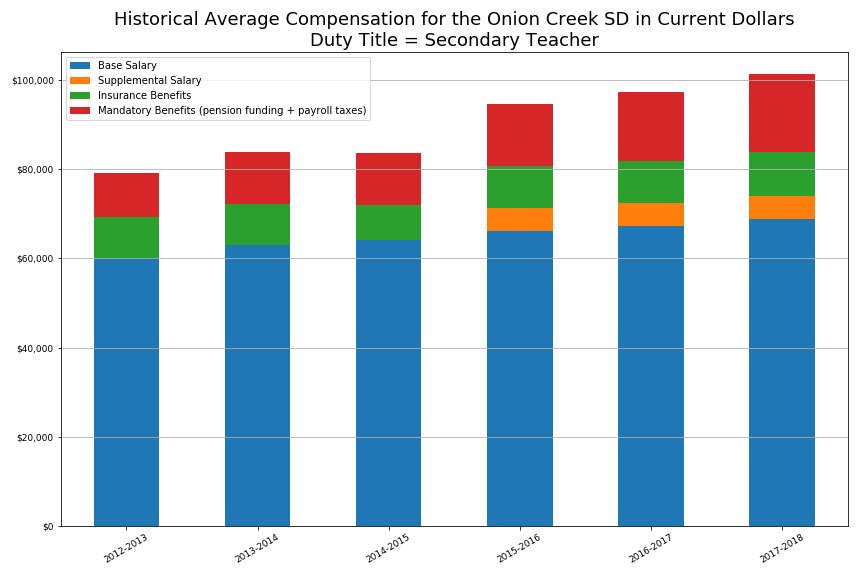 Historical Average Compensation for the Onion Creek SD in Current Dollars
Duty Title = Secondary Teacher
Base Salary
Supplemental Salary
Insurance Benefits
Mandatory Benefits (pension funding + payroll taxes)
$100,000
$80,000
$60,000
$40,000
$20,000
$0
2012-2013
2013-2014
2014-2015
2015-2016
2016-2017
2017-2018